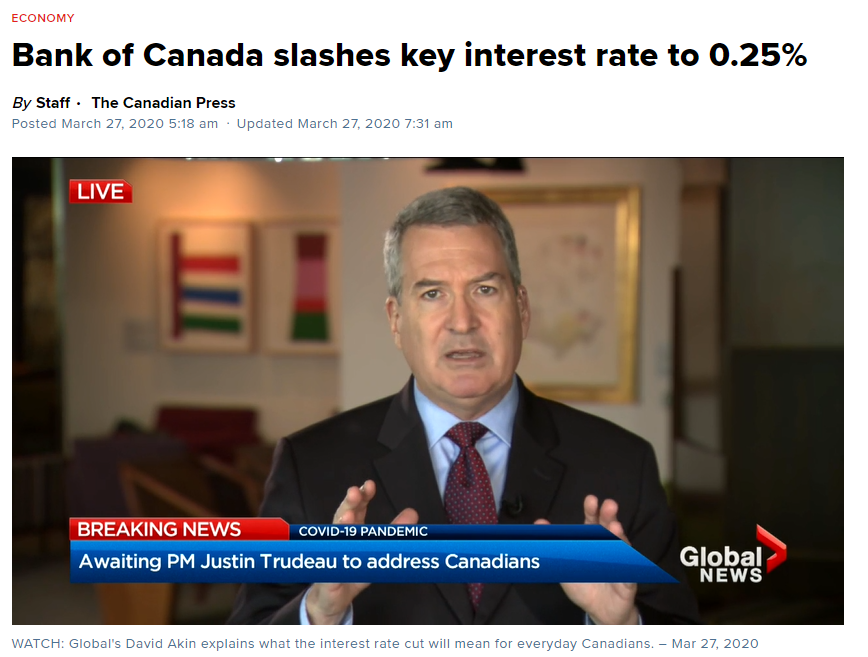 ECONOMY
Bank of Canada slashes key interest rate to 0.25%
By Staff · The Canadian Press
Posted March 27, 2020 5:18 am · Updated March 27, 2020 7:31 am
LIVE
BREAKING NEWS COVID-19 PANDEMIC
Awaiting PM Justin Trudeau to address Canadians
Global
NEWS
WATCH: Global's David Akin explains what the interest rate cut will mean for everyday Canadians. – Mar 27, 2020